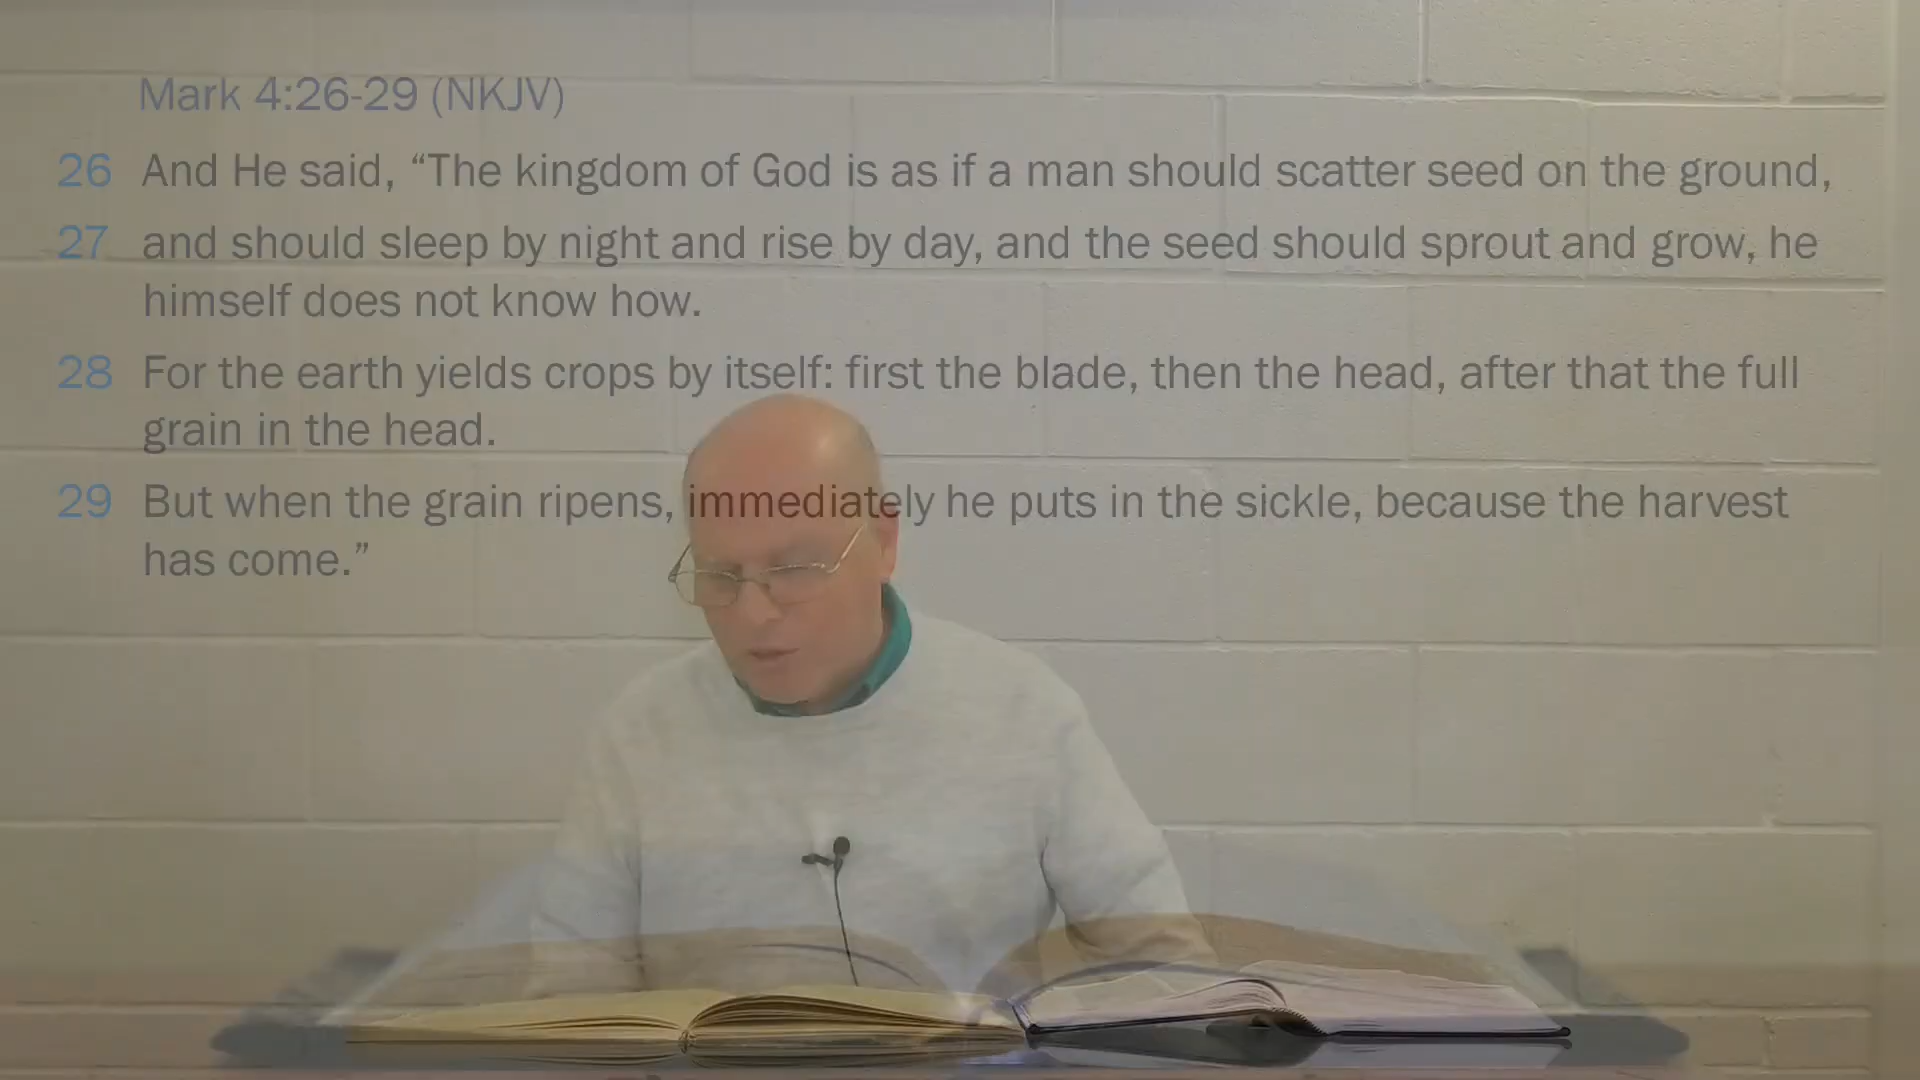 Mark 4:26-29 (NKJV)
26 And He said, “The kingdom of God is as if a man should scatter seed on the ground,
27 and should sleep by night and rise by day, and the seed should sprout and grow, he
himself does not know how.
28 For the earth yields crops by itself: first the blade, then the head, after that the full
grain in the head.
29 But when the grain ripens, immediately he puts in the sickle, because the harvest
has come.”